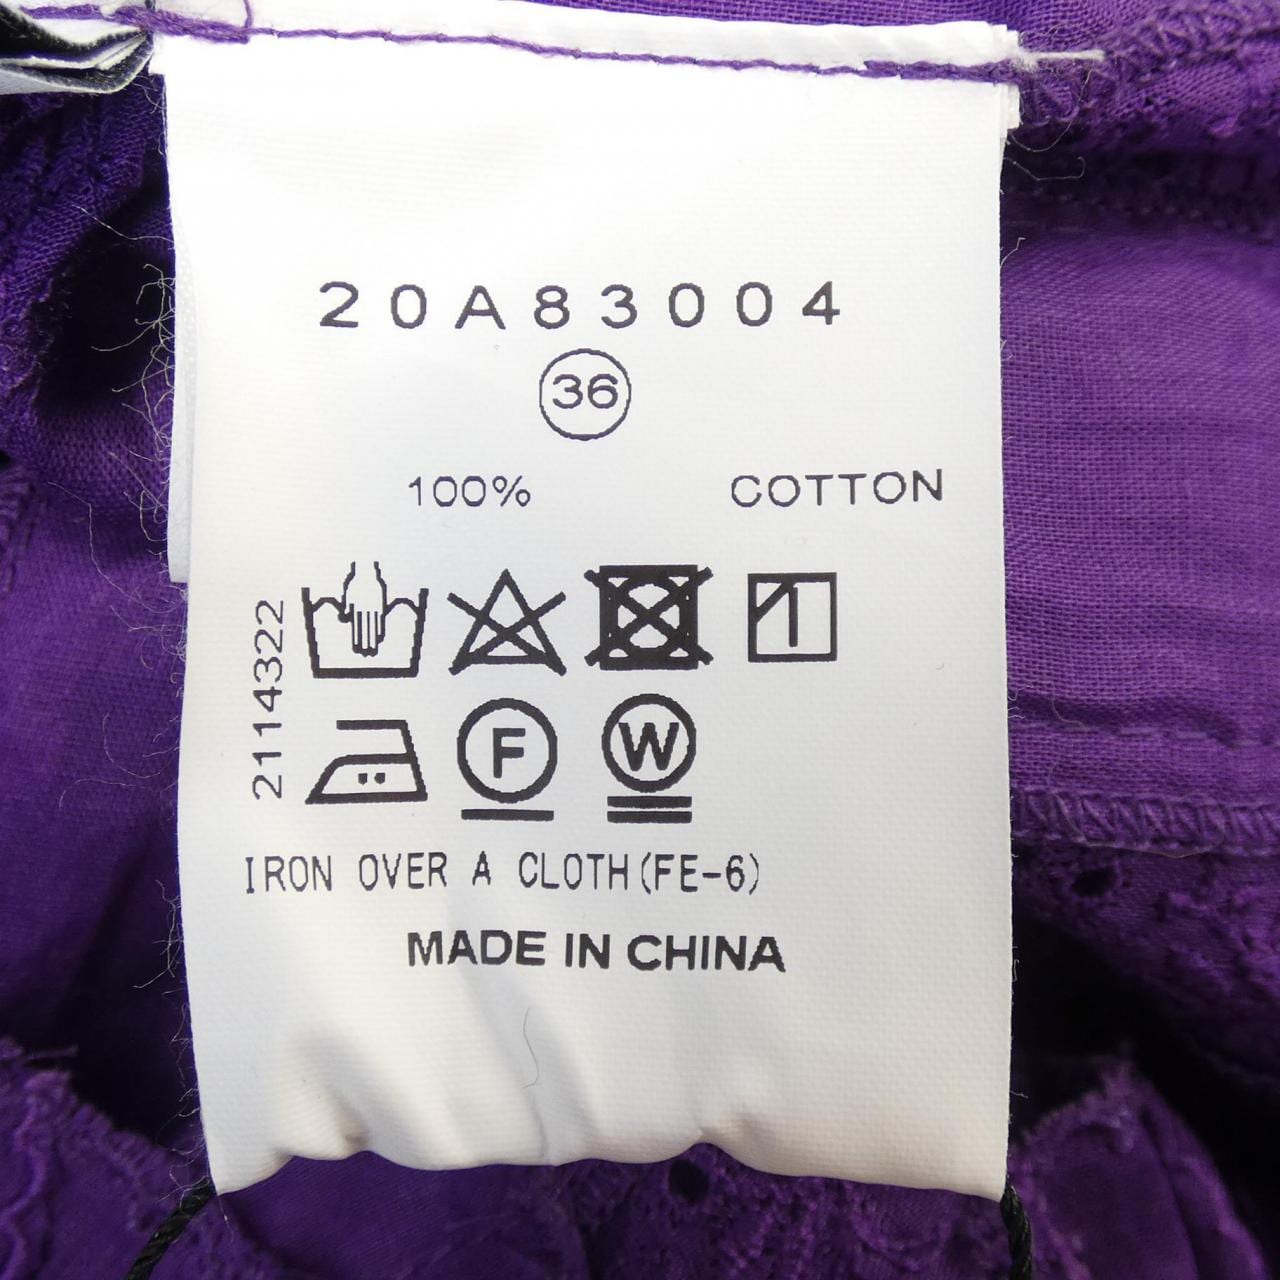 20A83004
36
100% COTTON
2114322
F W
IRON OVER A CLOTH(FE-6)
MADE IN CHINA